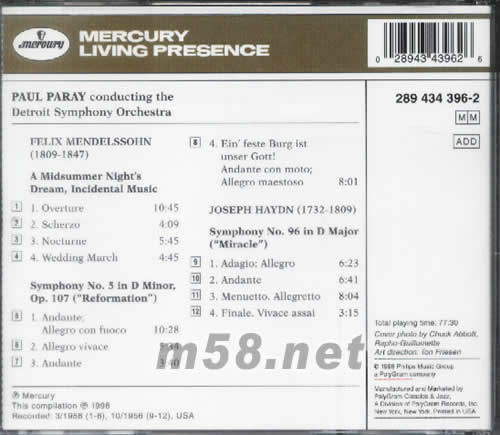 Mercury
MERCURY
LIVING PRESENCE
0 28943 43962 6
PAUL PARAY conducting the
Detroit Symphony Orchestra
289 434 396-2
MM
ADD
FELIX MENDELSSOHN
(1809-1847)
A Midsummer Night's
Dream, Incidental Music
1 1. Overture 10:45
2 2. Scherzo 4:09
3 3. Nocturne 5:45
4 4. Wedding March 4:45
Symphony No. 5 in D Minor,
Op. 107 ("Reformation")
5 1. Andante;
Allegro con fuoco 10:28
6 2. Allegro vivace 5:34
7 3. Andante 3:40
8 4. Ein' feste Burg ist
unser Gott!
Andante con moto;
Allegro maestoso 8:01
JOSEPH HAYDN (1732-1809)
Symphony No. 96 in D Major
("Miracle")
9 1. Adagio: Allegro 6:23
10 2. Andante 6:41
11 3. Menuetto. Allegretto 8:04
12 4. Finale. Vivace assai 3:15
m58.net
Total playing time: 77:30
Cover photo by Chuck Abbott,
Rapho-Guillumette
Art direction: Ion Friesen
© 1998 Philips Music Group
a PolyGram company
Manufactured and Marketed by
PolyGram Classics & Jazz,
A Division of PolyGram Records, Inc.
New York, New York. Printed in USA
Ⓟ Mercury
This compilation Ⓟ 1998
Recorded: 3/1958 (1-8), 10/1956 (9-12), USA